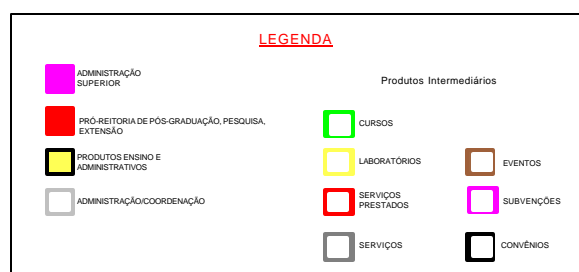 LEGENDA
ADMINISTRAÇÃO
SUPERIOR
PRÓ-REITORIA DE PÓS-GRADUAÇÃO, PESQUISA,
EXTENSÃO
PRODUTOS ENSINO E
ADMINISTRATIVOS
ADMINISTRAÇÃO/COORDENAÇÃO
Produtos Intermediários
CURSOS
LABORATÓRIOS
EVENTOS
SERVIÇOS
PRESTADOS
SUBVENÇÕES
SERVIÇOS
CONVÊNIOS